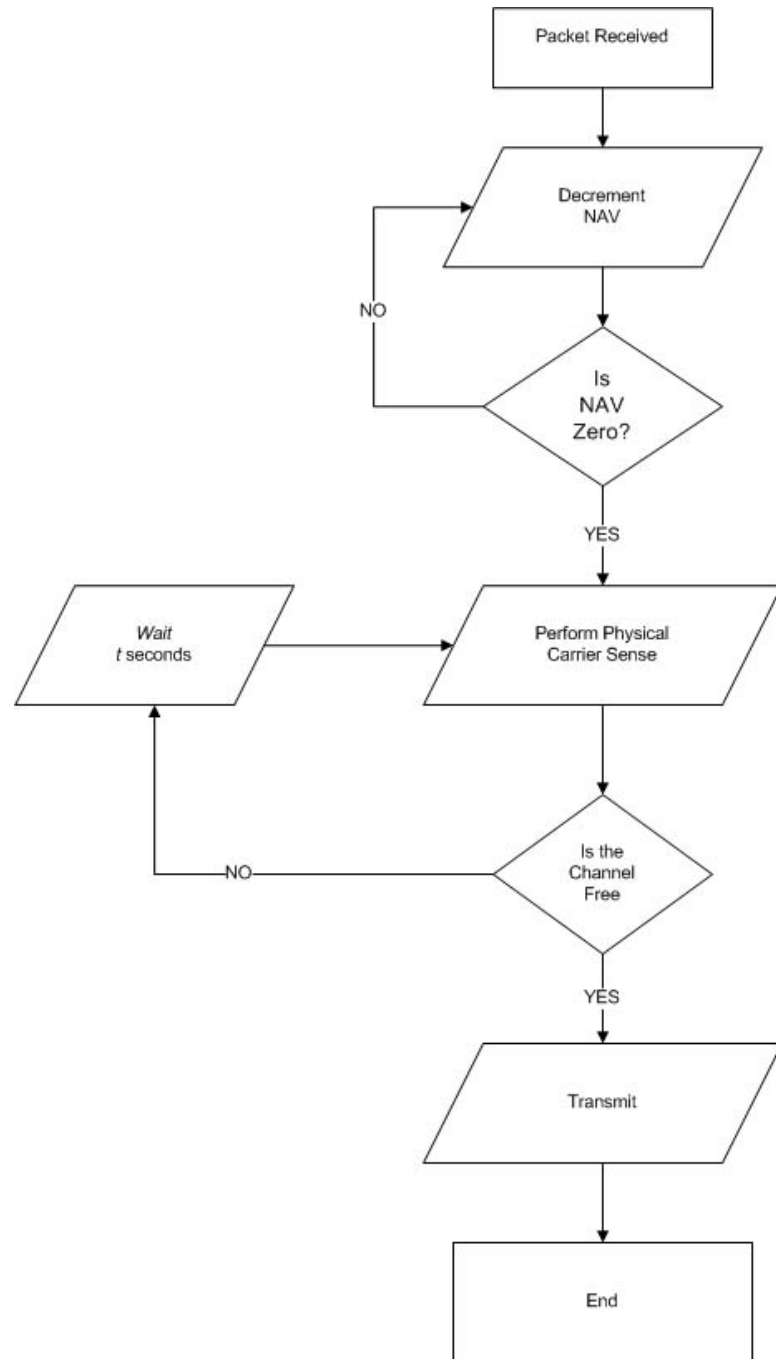 Packet Received
Decrement
NAV
NO
Is
NAV
Zero?
YES
Wait
t seconds
Perform Physical
Carrier Sense
Is the
Channel
Free
NO
YES
Transmit
End